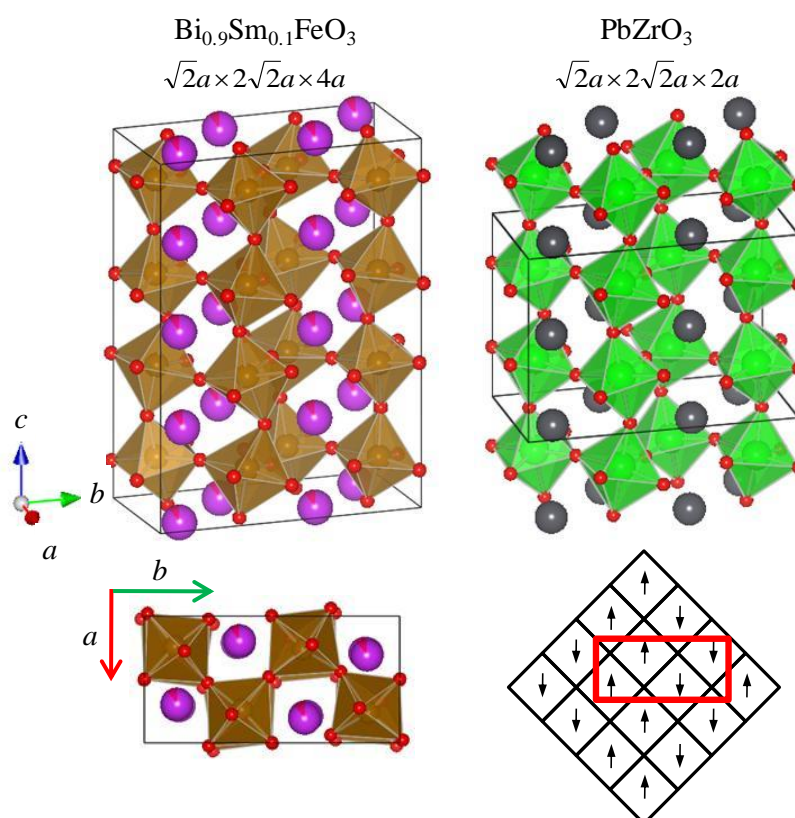 Bi₀.₉Sm₀.₁FeO₃
√2a × 2√2a × 4a
PbZrO₃
√2a × 2√2a × 2a
c
b
a
b
a